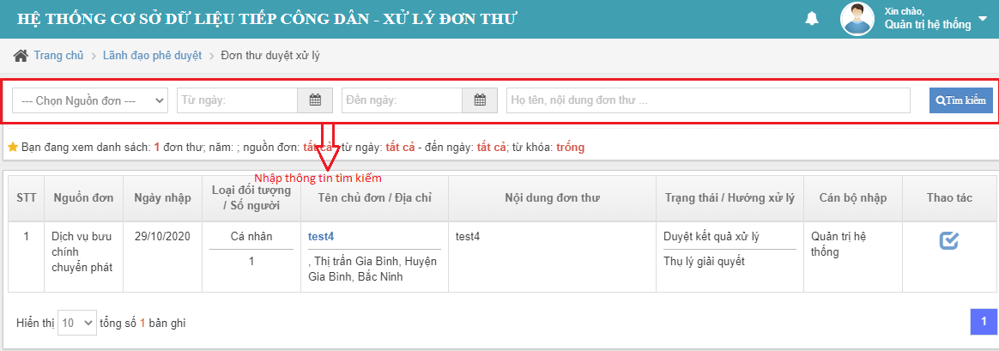 HỆ THỐNG CƠ SỞ DỮ LIỆU TIẾP CÔNG DÂN - XỬ LÝ ĐƠN THƯ
Xin chào,
Quản trị hệ thống
Trang chủ > Lãnh đạo phê duyệt > Đơn thư duyệt xử lý
--- Chọn Nguồn đơn --- Từ ngày: Đến ngày: Họ tên, nội dung đơn thư ... Tìm kiếm
Bạn đang xem danh sách: 1 đơn thư; năm: ; nguồn đơn: tất cả; từ ngày: tất cả - đến ngày: tất cả; từ khóa: trống
Nhập thông tin tìm kiếm
STT Nguồn đơn Ngày nhập Loại đối tượng / Số người Tên chủ đơn / Địa chỉ Nội dung đơn thư Trạng thái / Hướng xử lý Cán bộ nhập Thao tác
1
Dịch vụ bưu
chính
chuyển phát
29/10/2020
Cá nhân
1
test4
, Thị trấn Gia Bình, Huyện
Gia Bình, Bắc Ninh
test4
Duyệt kết quả xử lý
Thụ lý giải quyết
Quản trị hệ
thống
Hiển thị 10 tổng số 1 bản ghi
1